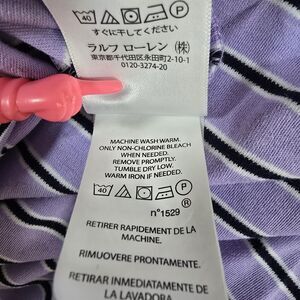 40 P
すぐに干してください
ラルフ ローレン (株)
東京都千代田区永田町2-10-1
0120-3274-20
MACHINE WASH WARM.
ONLY NON-CHLORINE BLEACH
WHEN NEEDED.
REMOVE PROMPTLY.
TUMBLE DRY LOW.
WARM IRON IF NEEDED.
40 P
®
n°1529
RETIRER RAPIDEMENT DE LA
MACHINE.
RIMUOVERE PRONTAMENTE.
RETIRAR INMEDIATAMENTE DE
LA LAVADORA